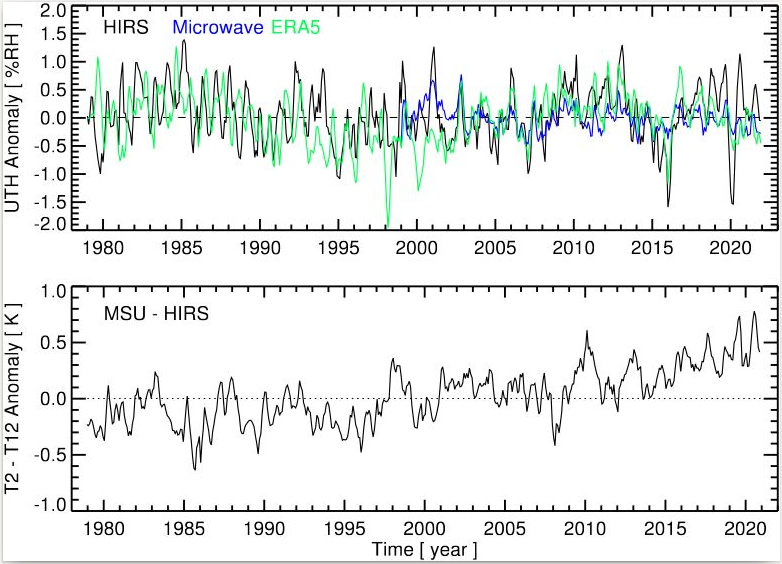 2.0
1.5
1.0
0.5
0.0
-0.5
-1.0
-1.5
-2.0
UTH Anomaly [ %RH ]
HIRS Microwave ERA5
1980 1985 1990 1995 2000 2005 2010 2015 2020
1.0
0.5
0.0
-0.5
-1.0
T2 - T12 Anomaly [ K ]
MSU - HIRS
1980 1985 1990 1995 2000 2005 2010 2015 2020
Time [ year ]